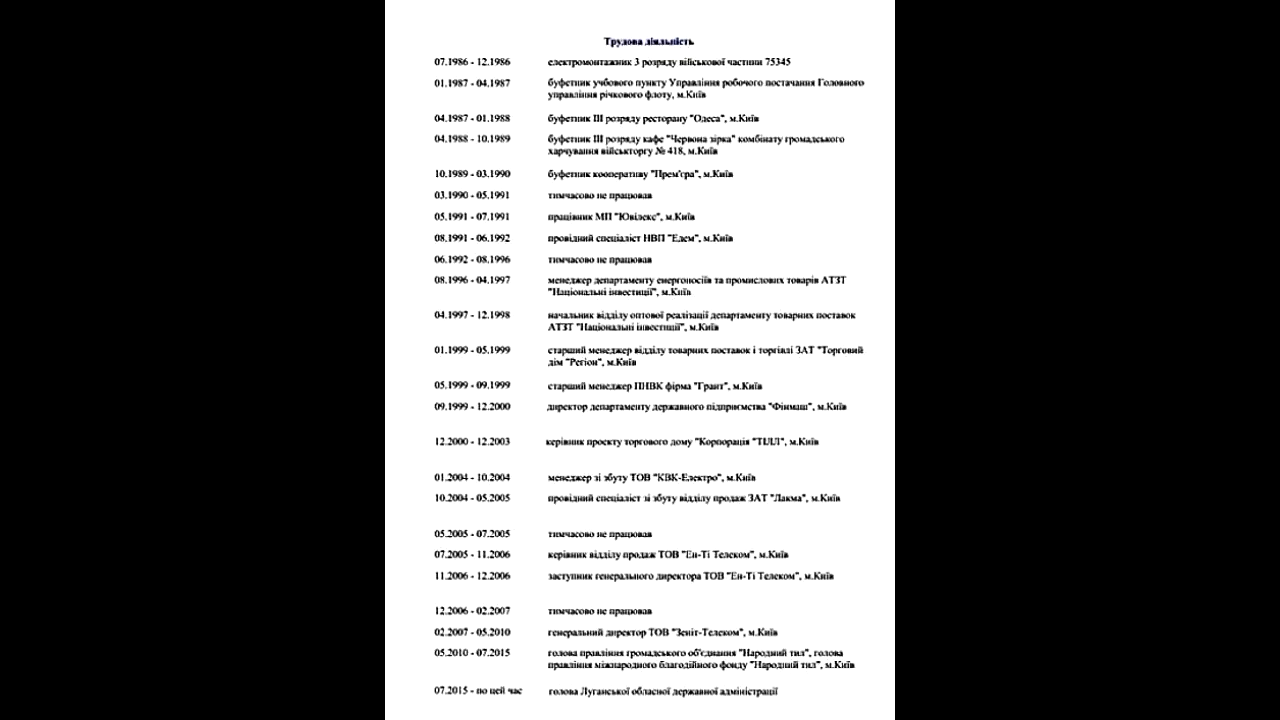 Трудова діяльність
07.1986 - 12.1986 електромонтажник 3 розряду військової частини 75345
01.1987 - 04.1987 буфетник учбового пункту Управління робочого постачання Головного
управління річкового флоту, м.Київ
04.1987 - 01.1988 буфетник III розряду ресторану "Одеса", м.Київ
04.1988 - 10.1989 буфетник III розряду кафе "Червона зірка" комбінату громадського
харчування військторгу № 418, м.Київ
10.1989 - 03.1990 буфетник кооперативу "Прем'єра", м.Київ
03.1990 - 05.1991 тимчасово не працював
05.1991 - 07.1991 працівник МП "Ювілекс", м.Київ
08.1991 - 06.1992 провідний спеціаліст НВП "Едем", м.Київ
06.1992 - 08.1996 тимчасово не працював
08.1996 - 04.1997 менеджер департаменту енергоносіїв та промислових товарів АТЗТ
"Національні інвестиції", м.Київ
04.1997 - 12.1998 начальник відділу оптової реалізації департаменту товарних поставок
АТЗТ "Національні інвестиції", м.Київ
01.1999 - 05.1999 старший менеджер відділу товарних поставок і торгівлі ЗАТ "Торговий
дім "Регіон", м.Київ
05.1999 - 09.1999 старший менеджер ПНВК фірма "Грант", м.Київ
09.1999 - 12.2000 директор департаменту державного підприємства "Фінмаш", м.Київ
12.2000 - 12.2003 керівник проекту торгового дому "Корпорація "ТІЛЛ", м.Київ
01.2004 - 10.2004 менеджер зі збуту ТОВ "КВК-Електро", м.Київ
10.2004 - 05.2005 провідний спеціаліст зі збуту відділу продаж ЗАТ "Лакма", м.Київ
05.2005 - 07.2005 тимчасово не працював
07.2005 - 11.2006 керівник відділу продаж ТОВ "Ен-Ті Телеком", м.Київ
11.2006 - 12.2006 заступник генерального директора ТОВ "Ен-Ті Телеком", м.Київ
12.2006 - 02.2007 тимчасово не працював
02.2007 - 05.2010 генеральний директор ТОВ "Зеніт-Телеком", м.Київ
05.2010 - 07.2015 голова правління громадського об'єднання "Народний тил", голова
правління міжнародного благодійного фонду "Народний тил", м.Київ
07.2015 - по цей час голова Луганської обласної державної адміністрації